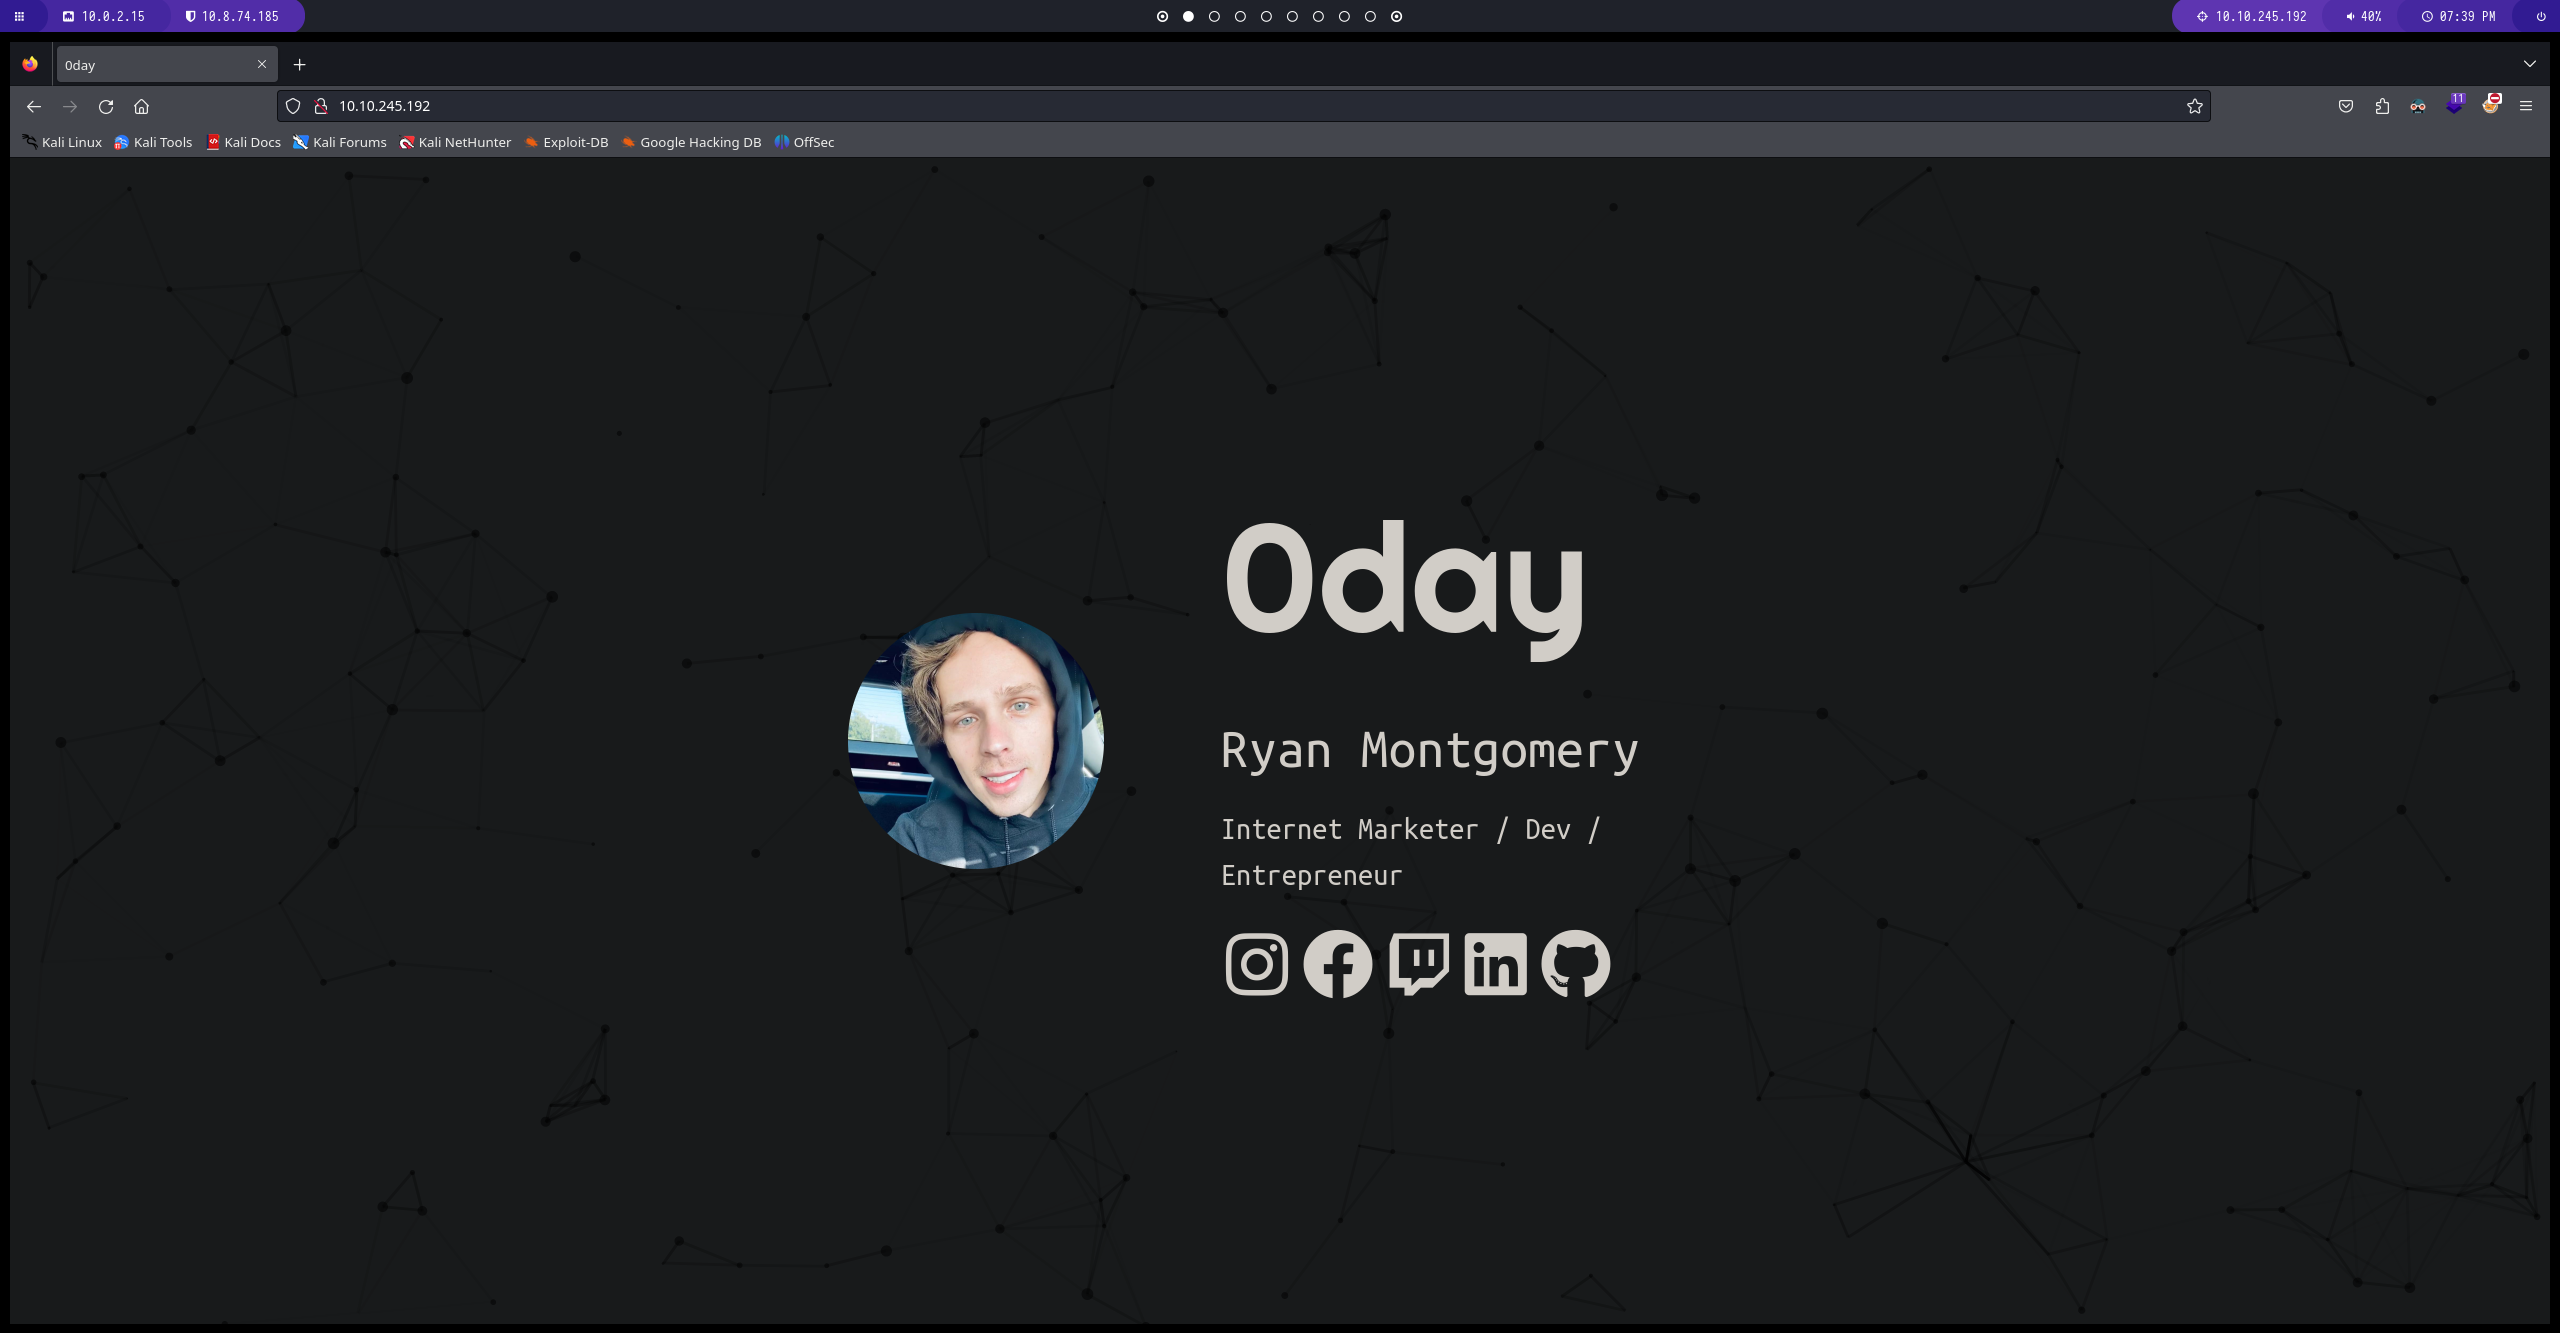 10.0.2.15 10.8.74.185 10.10.245.192 40% 07:39 PM
0day
10.10.245.192 11
Kali Linux Kali Tools Kali Docs Kali Forums Kali NetHunter Exploit-DB Google Hacking DB OffSec
0day
Ryan Montgomery
Internet Marketer / Dev /
Entrepreneur